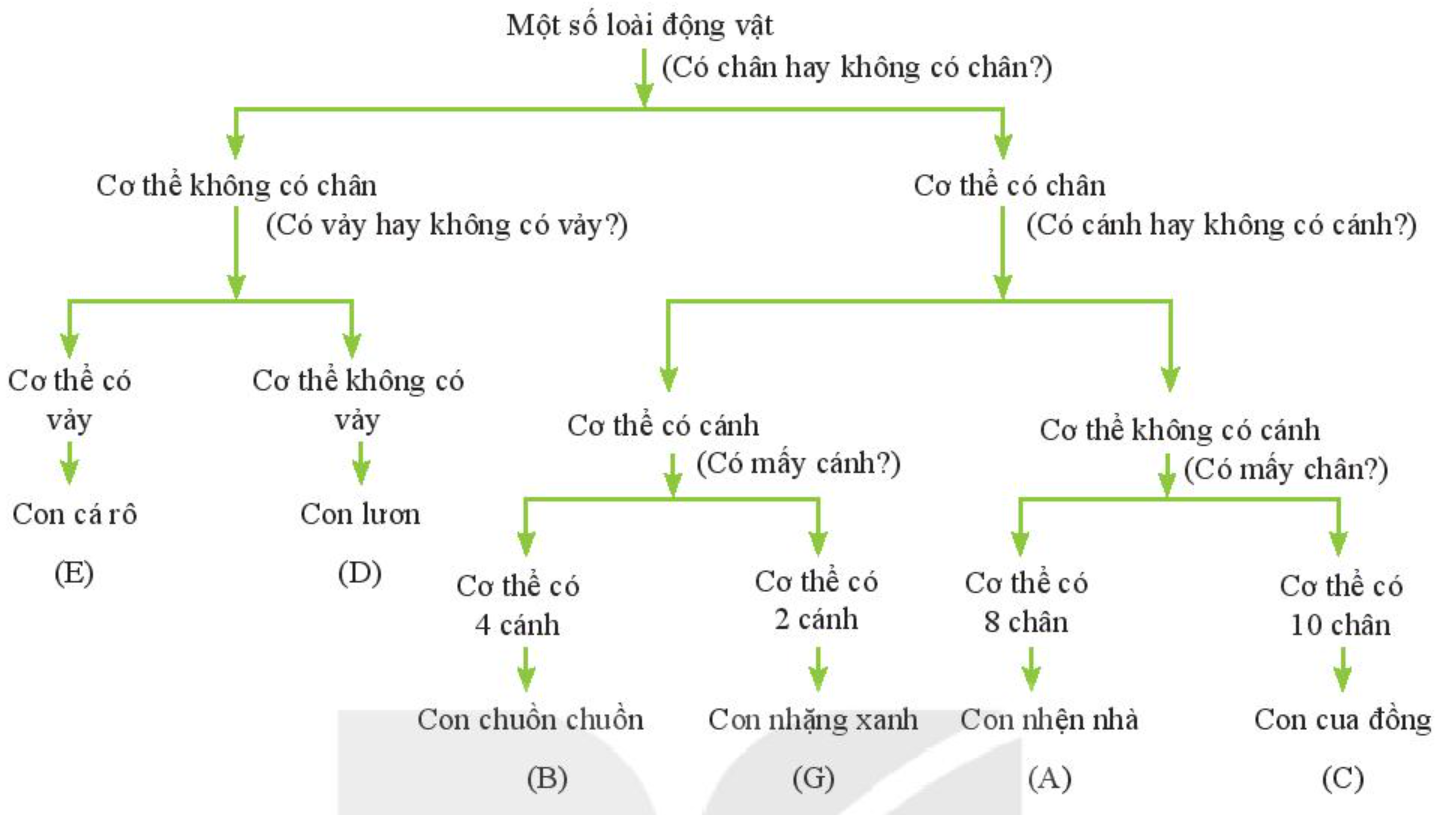 Một số loài động vật
(Có chân hay không có chân?)
Cơ thể không có chân
(Có vảy hay không có vảy?)
Cơ thể có chân
(Có cánh hay không có cánh?)
Cơ thể có
vảy
Cơ thể không có
vảy
Con cá rô
(E)
Con lươn
(D)
Cơ thể có cánh
(Có mấy cánh?)
Cơ thể không có cánh
(Có mấy chân?)
Cơ thể có
4 cánh
Cơ thể có
2 cánh
Cơ thể có
8 chân
Cơ thể có
10 chân
Con chuồn chuồn
(B)
Con nhặng xanh
(G)
Con nhện nhà
(A)
Con cua đồng
(C)